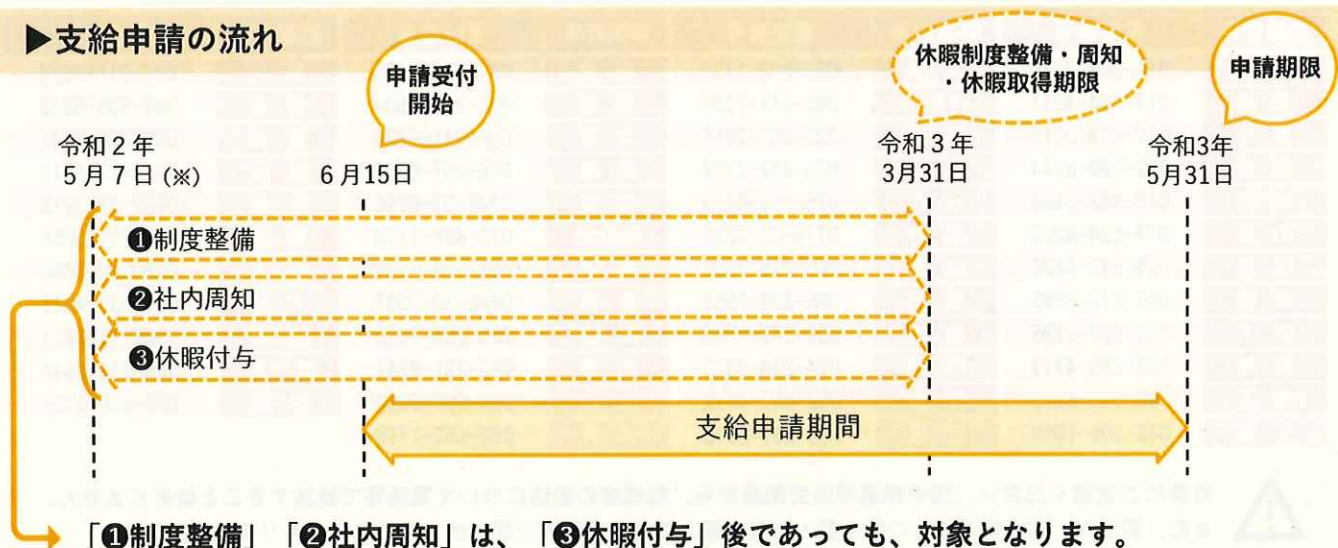 ▶支給申請の流れ
申請受付
開始
休暇制度整備・周知
・休暇取得期限
申請期限
令和2年
5月7日(※)
6月15日
令和3年
3月31日
令和3年
5月31日
❶制度整備
❷社内周知
❸休暇付与
支給申請期間
「❶制度整備」「❷社内周知」は、「❸休暇付与」後であっても、対象となります。